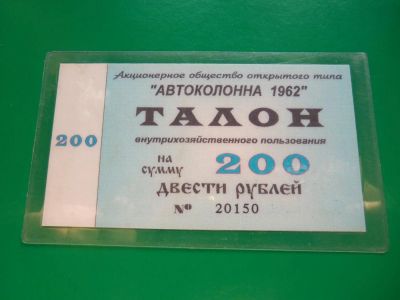 Акционерное общество открытого типа
"АВТОКОЛОННА 1962"
ТАЛОН
внутрихозяйственного пользования
200
на сумму 200
ДВЕСТИ РУБЛЕЙ
№ 20150